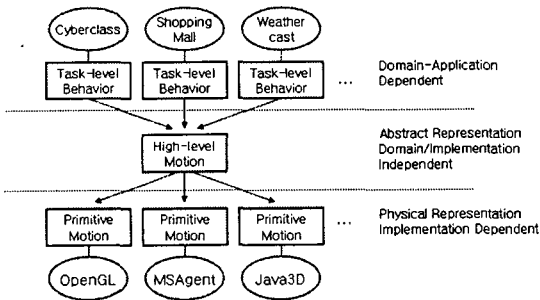 Cyberclass
Shopping
Mall
Weather
cast
Task-level
Behavior
Task-level
Behavior
Task-level
Behavior
...
Domain-Application
Dependent
High-level
Motion
Abstract Representation
Domain/Implementation
Independent
Primitive
Motion
Primitive
Motion
Primitive
Motion
...
Physical Representation
Implementation Dependent
OpenGL
MSAgent
Java3D